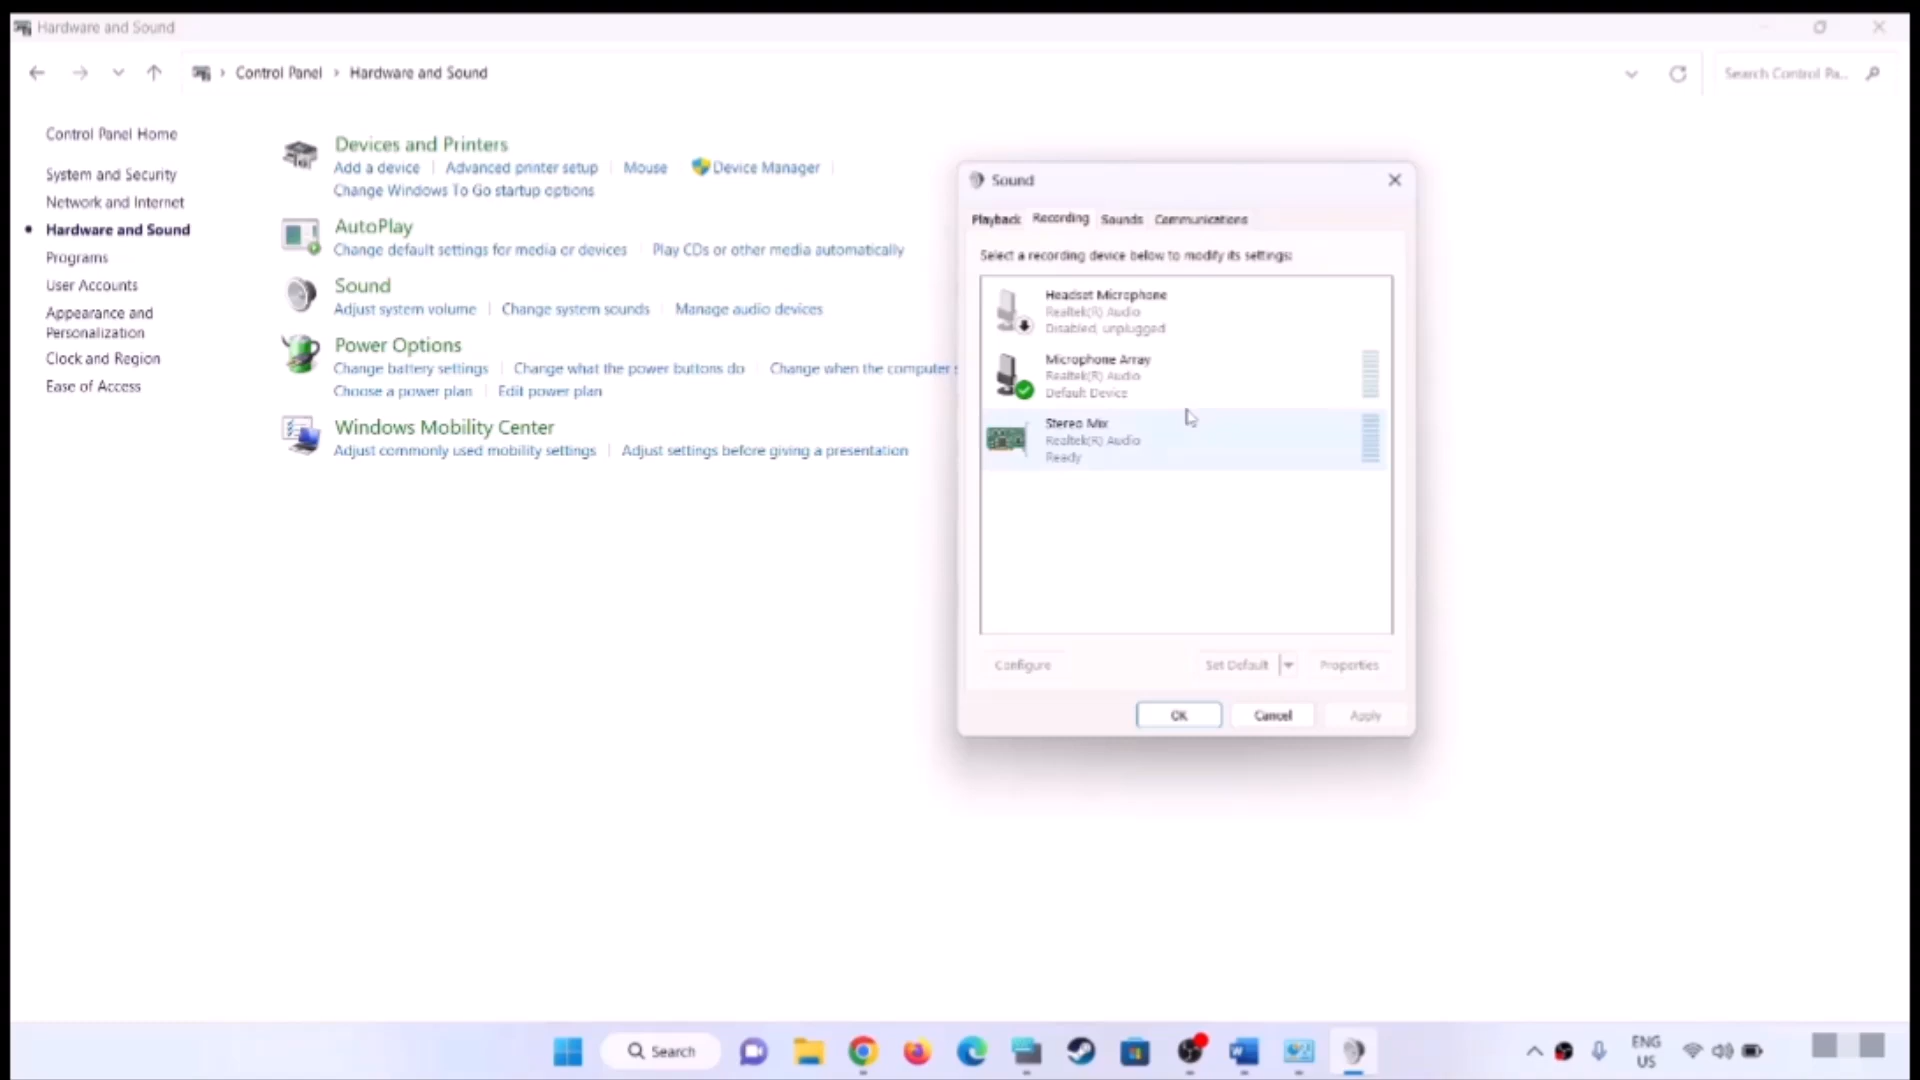 Hardware and Sound
Control Panel > Hardware and Sound
Search Control Pa...
Control Panel Home
System and Security
Network and Internet
Hardware and Sound
Programs
User Accounts
Appearance and
Personalization
Clock and Region
Ease of Access
Devices and Printers
Add a device
Advanced printer setup
Mouse
Device Manager
Change Windows To Go startup options
AutoPlay
Change default settings for media or devices
Play CDs or other media automatically
Sound
Adjust system volume
Change system sounds
Manage audio devices
Power Options
Change battery settings
Change what the power buttons do
Change when the computer s
Choose a power plan
Edit power plan
Windows Mobility Center
Adjust commonly used mobility settings
Adjust settings before giving a presentation
Sound
Playback Recording Sounds Communications
Select a recording device below to modify its settings:
Headset Microphone
Realtek(R) Audio
Disabled, unplugged
Microphone Array
Realtek(R) Audio
Default Device
Stereo Mix
Realtek(R) Audio
Ready
Configure
Set Default
Properties
OK
Cancel
Apply
Search
ENG
US